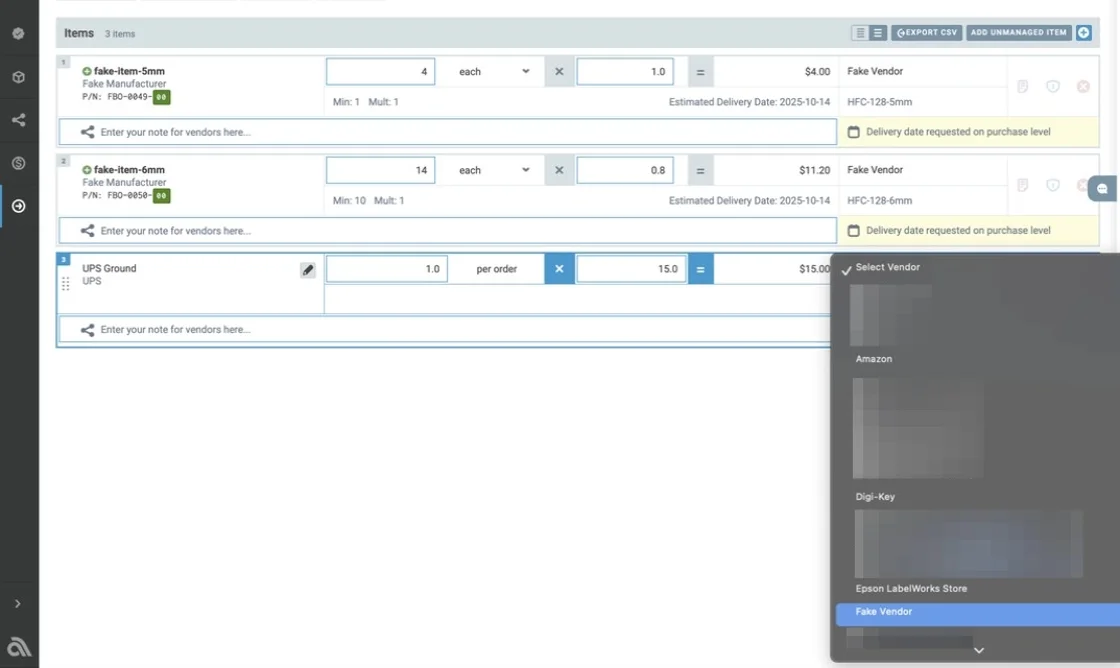 Items 3 items EXPORT CSV ADD UNMANAGED ITEM
1
fake-item-5mm 4 each × 1.0 = $4.00 Fake Vendor
Fake Manufacturer
P/N: FBO-0049-00
Min: 1 Mult: 1 Estimated Delivery Date: 2025-10-14 HFC-128-5mm
Enter your note for vendors here... Delivery date requested on purchase level
2
fake-item-6mm 14 each × 0.8 = $11.20 Fake Vendor
Fake Manufacturer
P/N: FBO-0050-00
Min: 10 Mult: 1 Estimated Delivery Date: 2025-10-14 HFC-128-6mm
Enter your note for vendors here... Delivery date requested on purchase level
3
UPS Ground 1.0 per order × 15.0 = $15.00
UPS
Enter your note for vendors here...
Select Vendor
Amazon
Digi-Key
Epson LabelWorks Store
Fake Vendor